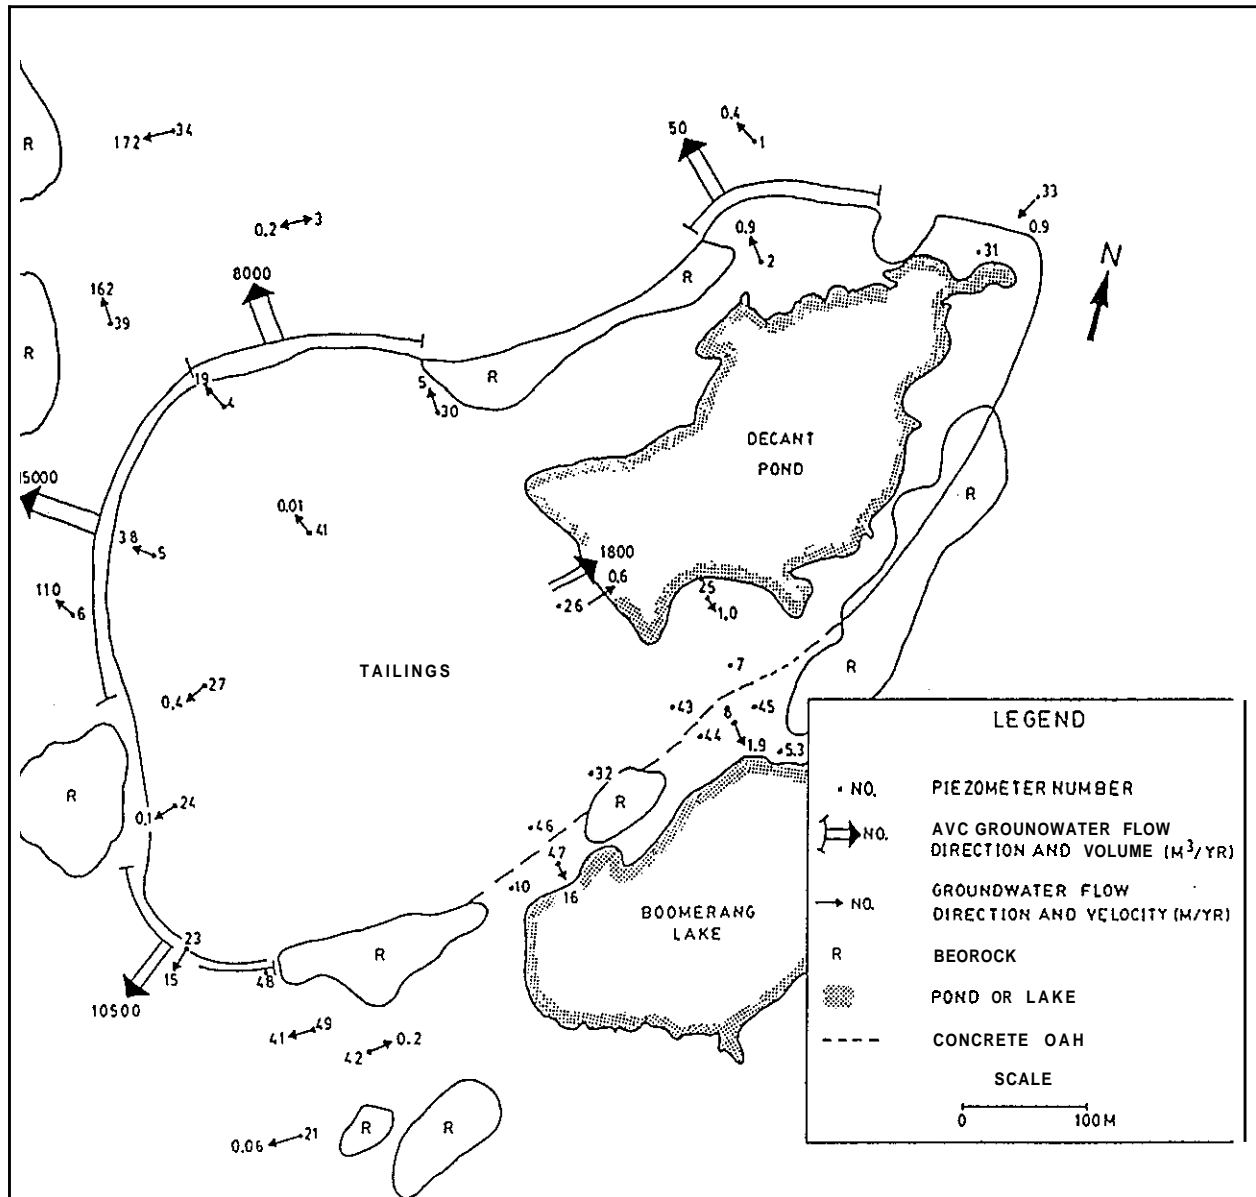 0.4
50
1
R
172
34
.33
0.9
0.2
3
0.9
2
.31
N
8000
R
162
39
R
19
4
5
30
R
DECANT
POND
R
15000
0.01
41
38
5
1800
0.6
.26
25
1.0
110
6
TAILINGS
.7
R
0.4
27
.43
8
.45
.44
1.9
5.3
LEGEND
.32
R
R
0.1
24
.46
47
16
.10
BOOMERANG
LAKE
23
15
48
R
10500
41
49
42
0.2
0.06
21
R
R
. NO. PIEZOMETER NUMBER
NO. AVC GROUNOWATER FLOW
DIRECTION AND VOLUME (M³/YR)
NO. GROUNDWATER FLOW
DIRECTION AND VELOCITY (M/YR)
R BEOROCK
POND OR LAKE
CONCRETE OAH
SCALE
0 100M